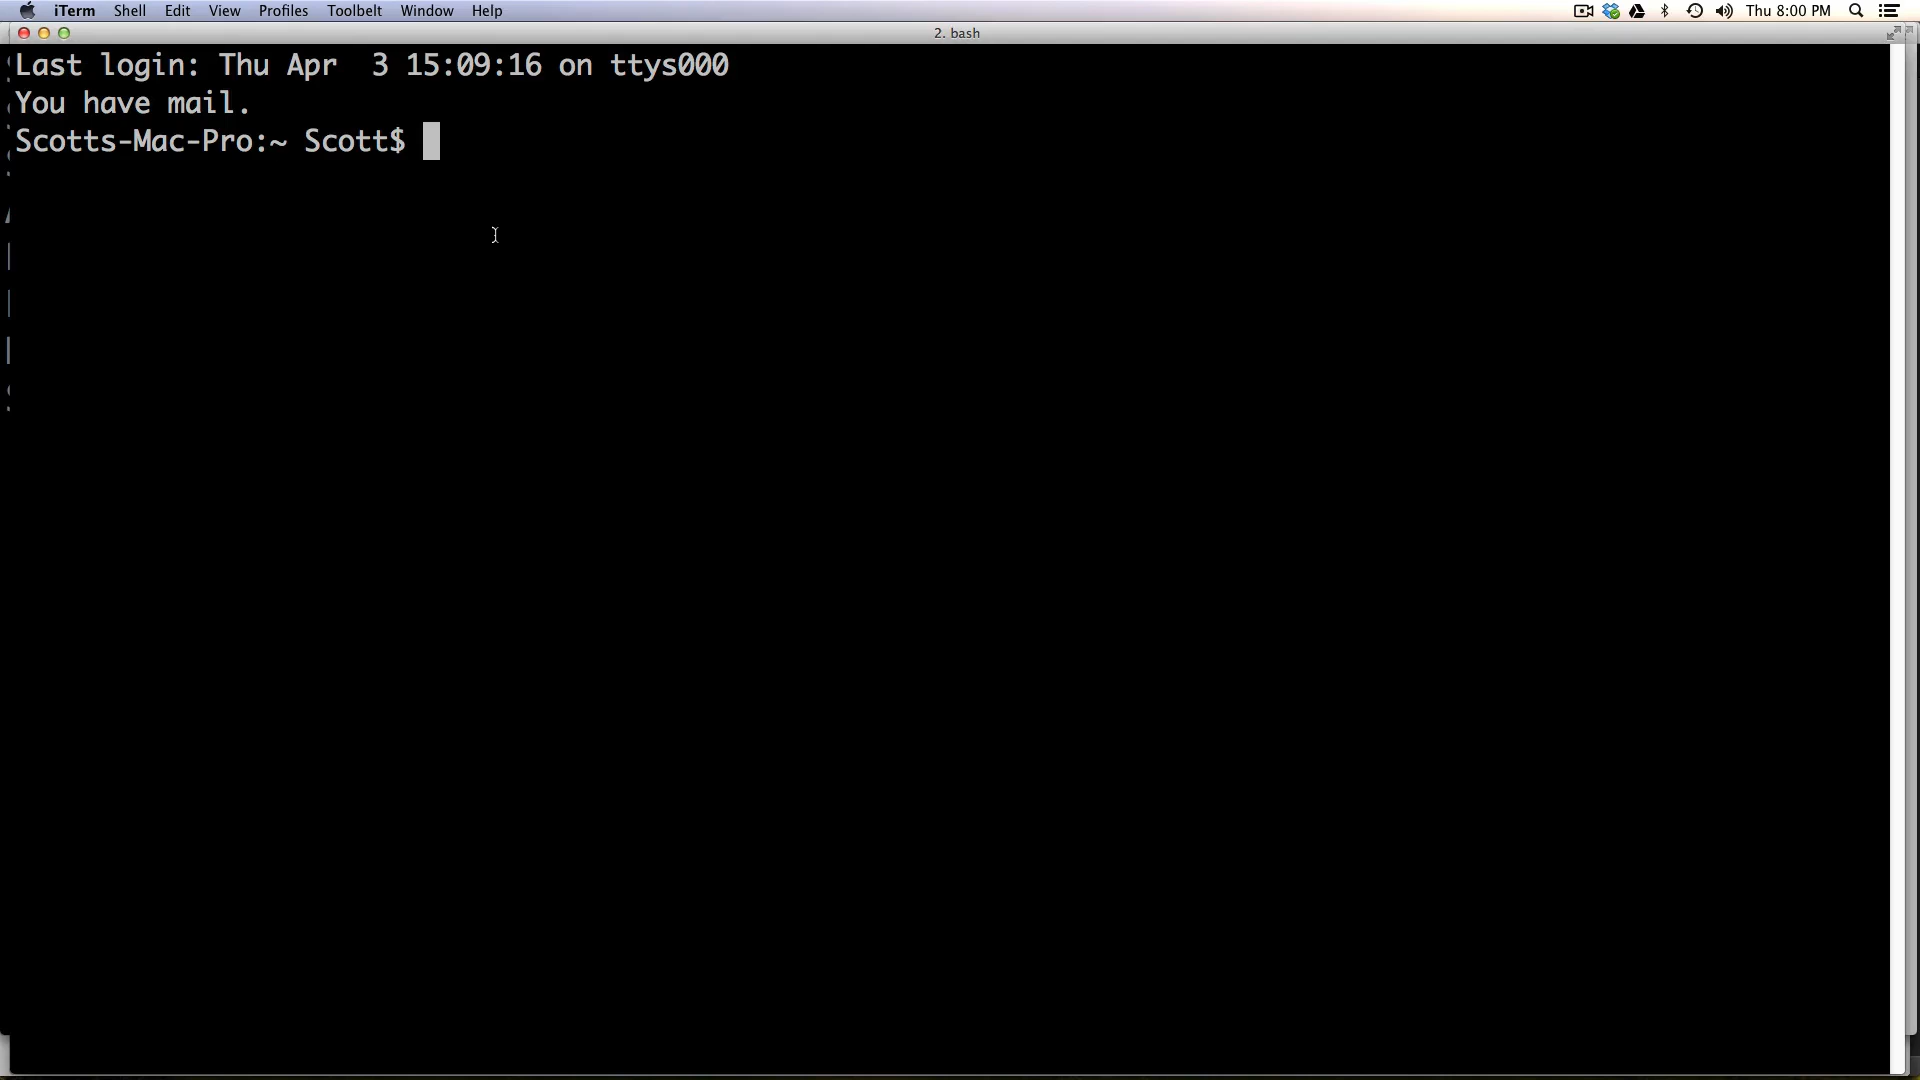 iTerm Shell Edit View Profiles Toolbelt Window Help Thu 8:00 PM
2. bash
Last login: Thu Apr  3 15:09:16 on ttys000
You have mail.
Scotts-Mac-Pro:~ Scott$